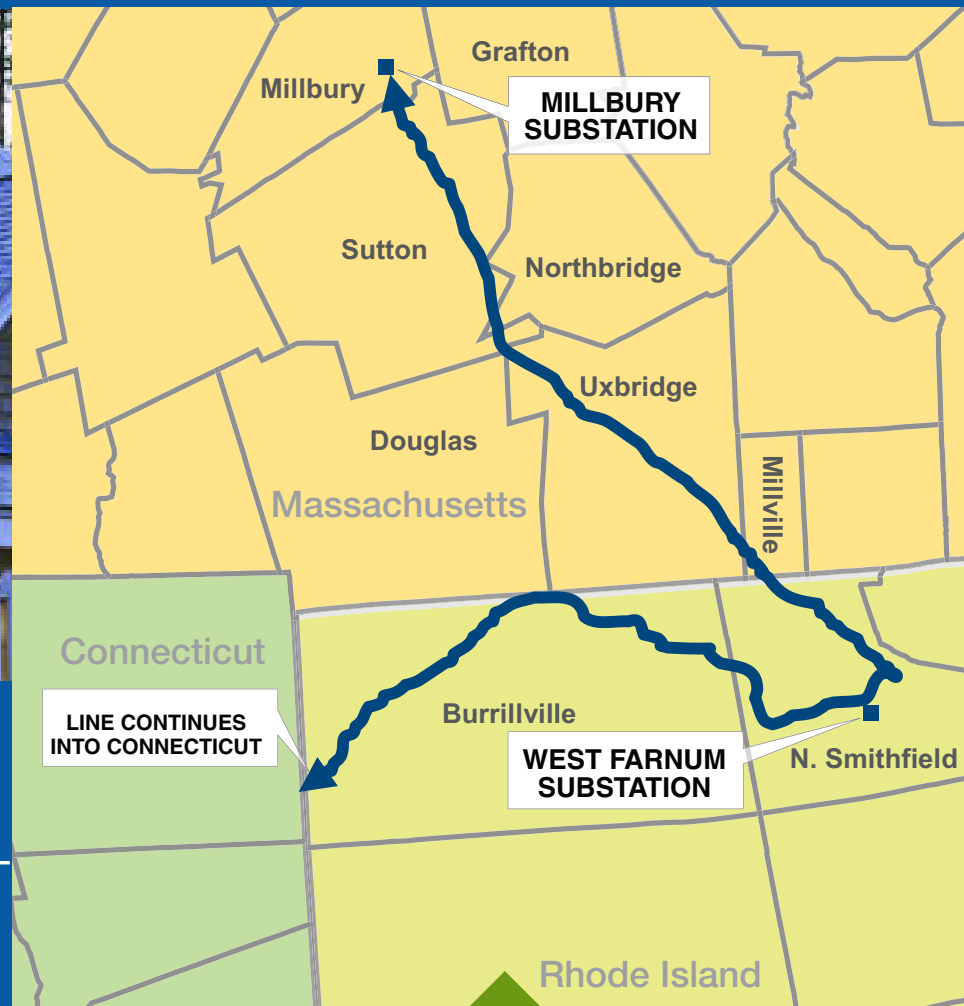 Grafton
Millbury
MILLBURY
SUBSTATION
Sutton
Northbridge
Uxbridge
Douglas
Massachusetts
Millville
Connecticut
LINE CONTINUES
INTO CONNECTICUT
Burrillville
WEST FARNUM
SUBSTATION
N. Smithfield
Rhode Island